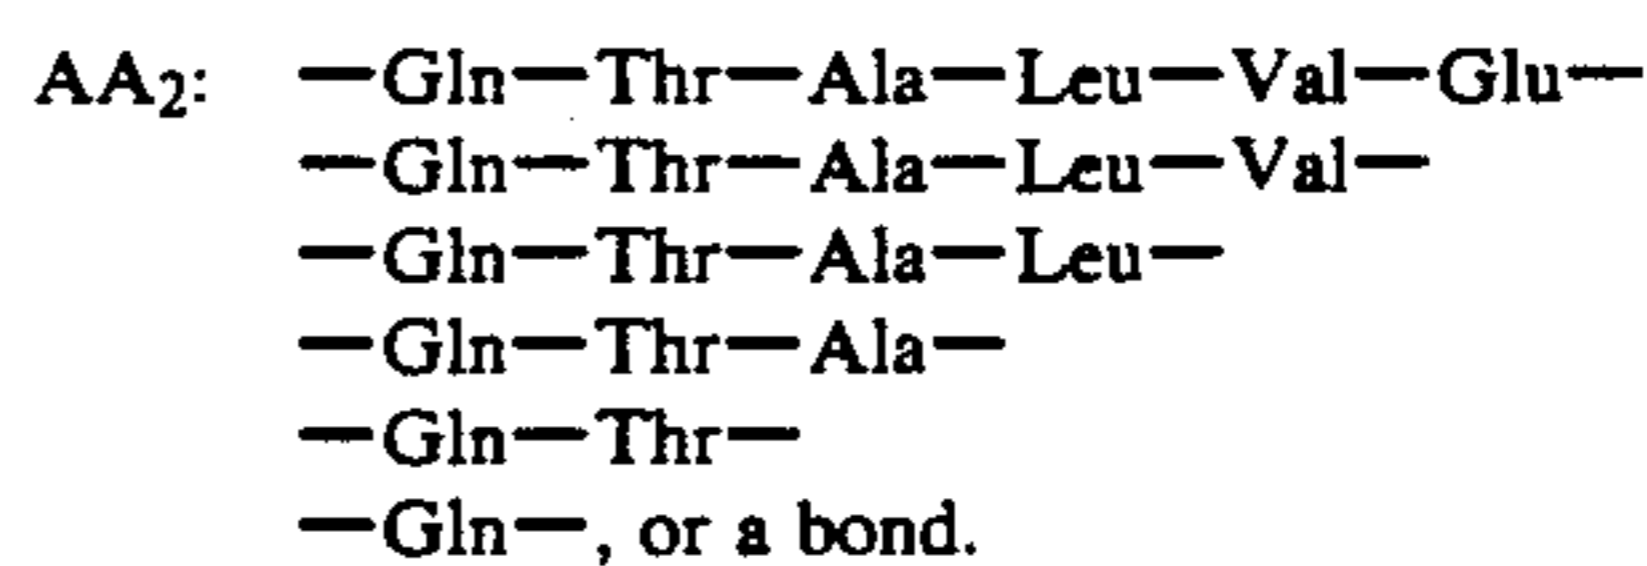 AA₂: —Gln—Thr—Ala—Leu—Val—Glu—
—Gln—Thr—Ala—Leu—Val—
—Gln—Thr—Ala—Leu—
—Gln—Thr—Ala—
—Gln—Thr—
—Gln—, or a bond.